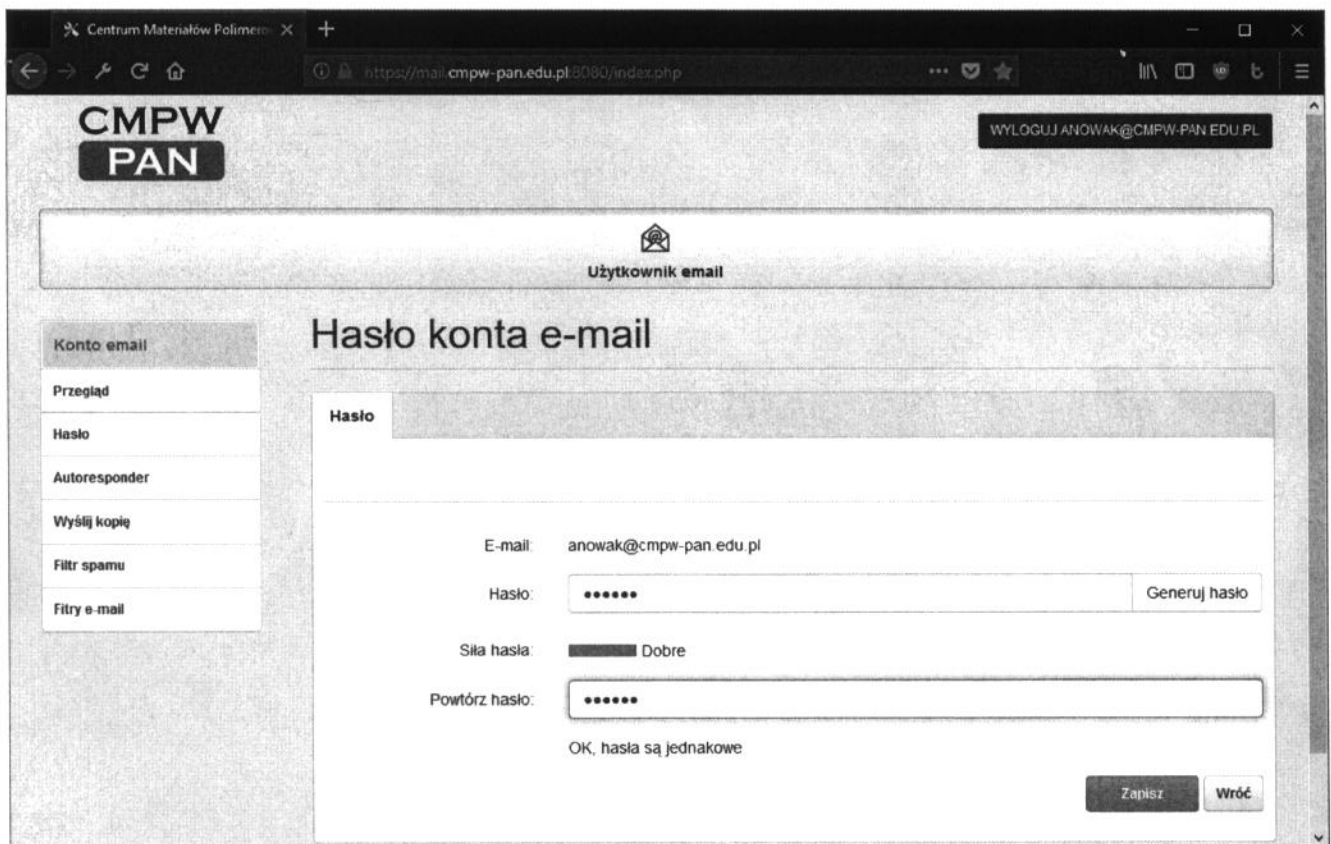 Centrum Materiałów Polimero
https://mail.cmpw-pan.edu.pl:8080/index.php
CMPW
PAN
WYLOGUJ ANOWAK@CMPW-PAN.EDU.PL
Użytkownik email
Konto email
Przegląd
Hasło
Autoresponder
Wyślij kopię
Filtr spamu
Fitry e-mail
Hasło konta e-mail
Hasło
E-mail: anowak@cmpw-pan.edu.pl
Hasło: •••••• Generuj hasło
Siła hasła: Dobre
Powtórz hasło: ••••••
OK, hasła są jednakowe
Zapisz Wróć